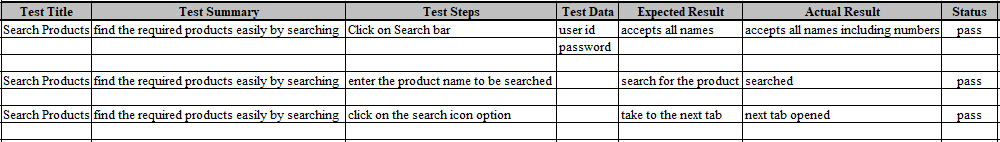 Test Title Test Summary Test Steps Test Data Expected Result Actual Result Status
Search Products find the required products easily by searching Click on Search bar user id accepts all names accepts all names including numbers pass
password
Search Products find the required products easily by searching enter the product name to be searched search for the product searched pass
Search Products find the required products easily by searching click on the search icon option take to the next tab next tab opened pass